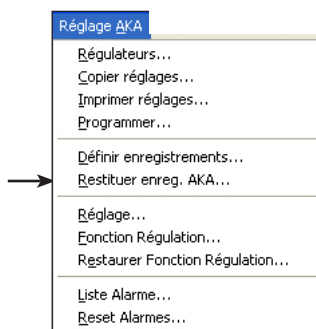 Réglage AKA
Régulateurs...
Copier réglages...
Imprimer réglages...
Programmer...
Définir enregistrements...
Restituer enreg. AKA...
Réglage...
Fonction Régulation...
Restaurer Fonction Régulation...
Liste Alarme...
Reset Alarmes...